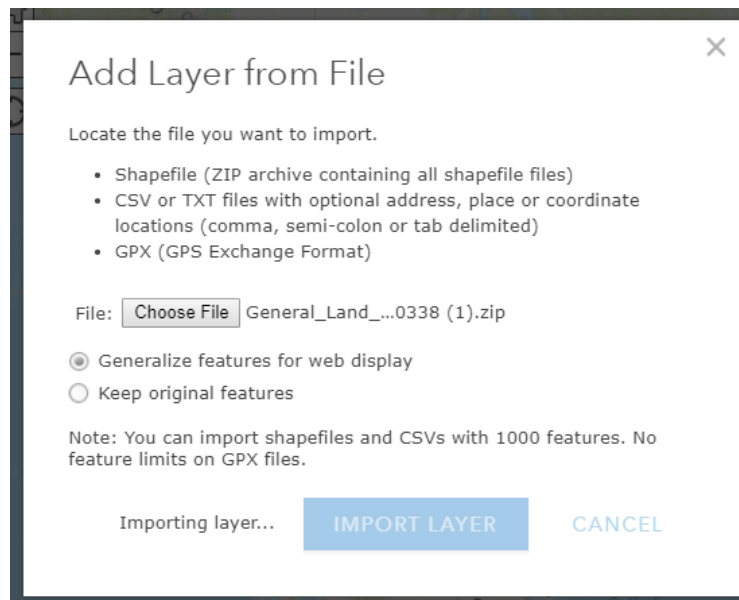 Add Layer from File
Locate the file you want to import.
• Shapefile (ZIP archive containing all shapefile files)
• CSV or TXT files with optional address, place or coordinate
locations (comma, semi-colon or tab delimited)
• GPX (GPS Exchange Format)
File: Choose File General_Land_...0338 (1).zip
Generalize features for web display
Keep original features
Note: You can import shapefiles and CSVs with 1000 features. No
feature limits on GPX files.
Importing layer... IMPORT LAYER CANCEL